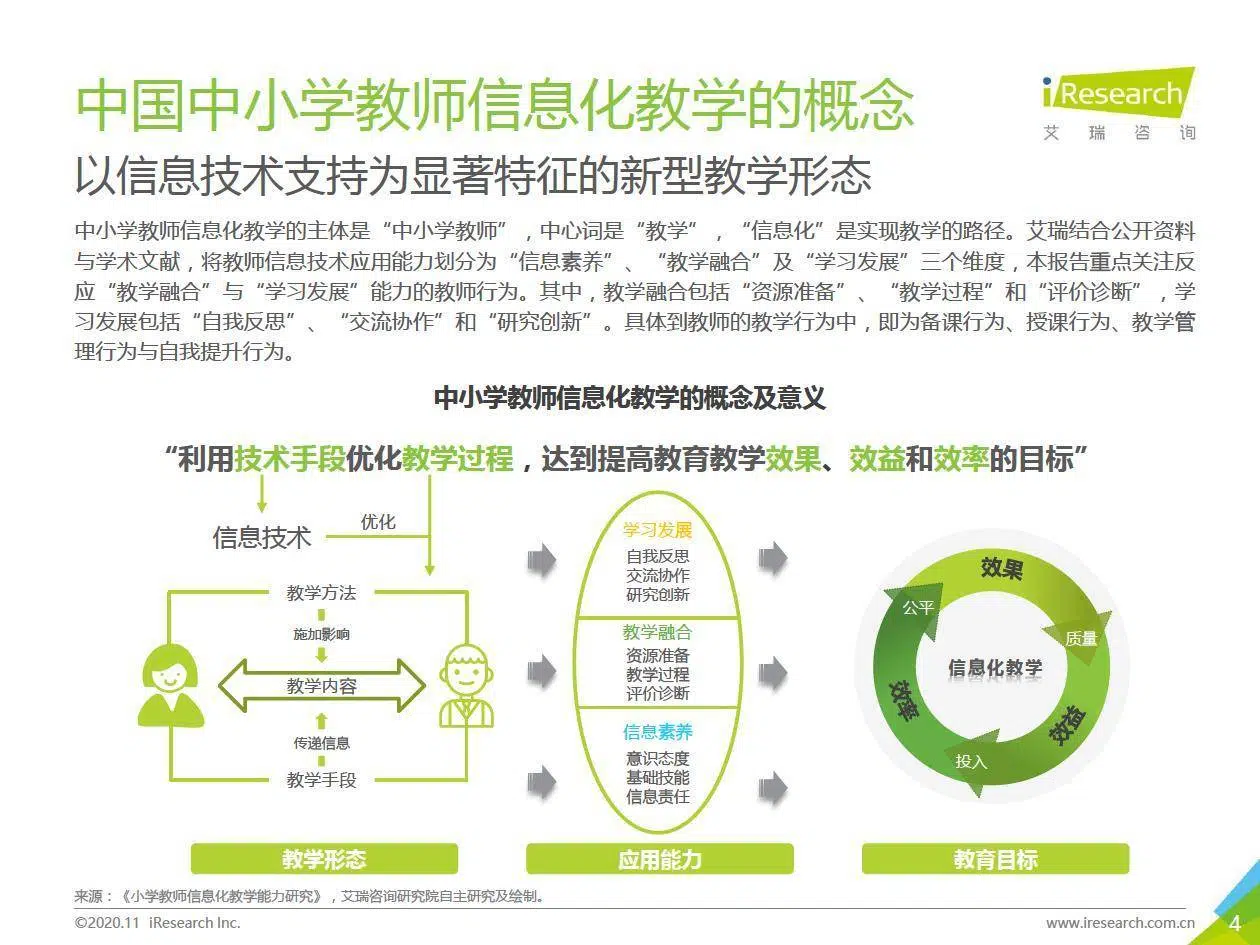 中国中小学教师信息化教学的概念
iResearch
艾瑞咨询
以信息技术支持为显著特征的新型教学形态
中小学教师信息化教学的主体是“中小学教师”，中心词是“教学”，“信息化”是实现教学的路径。艾瑞结合公开资料
与学术文献，将教师信息技术应用能力划分为“信息素养”、“教学融合”及“学习发展”三个维度，本报告重点关注反
应“教学融合”与“学习发展”能力的教师行为。其中，教学融合包括“资源准备”、“教学过程”和“评价诊断”，学
习发展包括“自我反思”、“交流协作”和“研究创新”。具体到教师的教学行为中，即为备课行为、授课行为、教学管
理行为与自我提升行为。
中小学教师信息化教学的概念及意义
“利用技术手段优化教学过程，达到提高教育教学效果、效益和效率的目标”
信息技术
优化
教学方法
施加影响
教学内容
传递信息
教学手段
教学形态
学习发展
自我反思
交流协作
研究创新
教学融合
资源准备
教学过程
评价诊断
信息素养
意识态度
基础技能
信息责任
应用能力
效果
公平
质量
信息化教学
效率
效益
投入
教育目标
来源：《小学教师信息化教学能力研究》，艾瑞咨询研究院自主研究及绘制。
©2020.11 iResearch Inc.
www.iresearch.com.cn
4